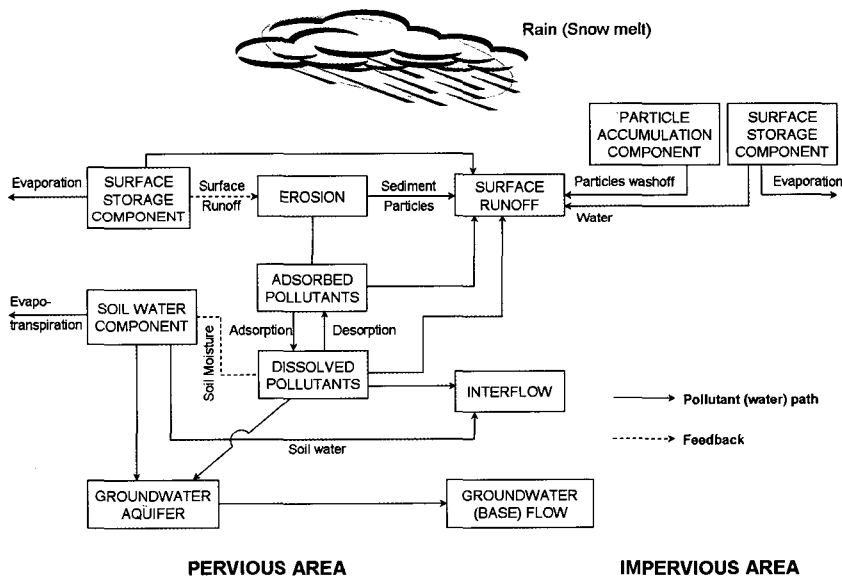 Rain (Snow melt)
PARTICLE
ACCUMULATION
COMPONENT
SURFACE
STORAGE
COMPONENT
Evaporation
SURFACE
STORAGE
COMPONENT
Surface
Runoff
EROSION
Sediment
Particles
SURFACE
RUNOFF
Particles washoff
Evaporation
Water
ADSORBED
POLLUTANTS
Evapo-
transpiration
SOIL WATER
COMPONENT
Soil Moisture
Adsorption
Desorption
DISSOLVED
POLLUTANTS
INTERFLOW
Pollutant (water) path
Feedback
Soil water
GROUNDWATER
AQUIFER
GROUNDWATER
(BASE) FLOW
PERVIOUS AREA
IMPERVIOUS AREA